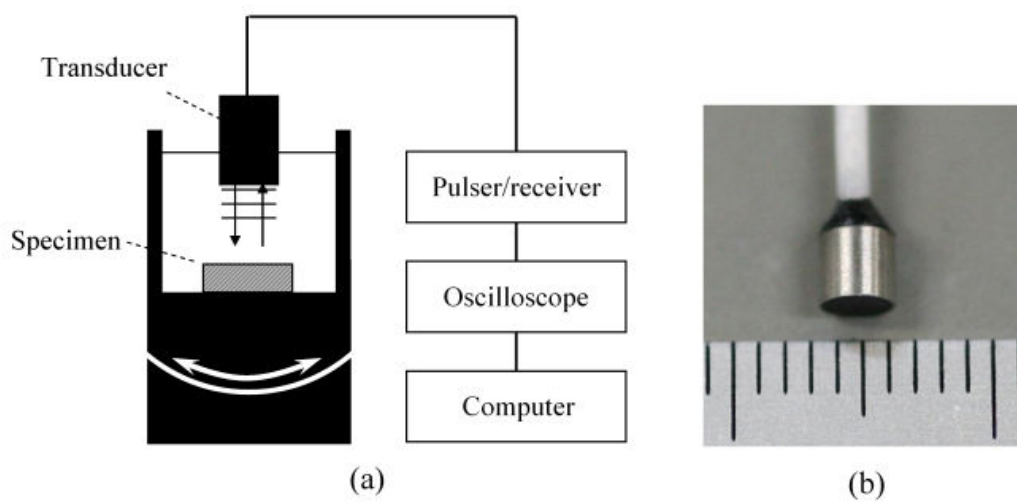 Transducer
Specimen
Pulser/receiver
Oscilloscope
Computer
(a)
(b)